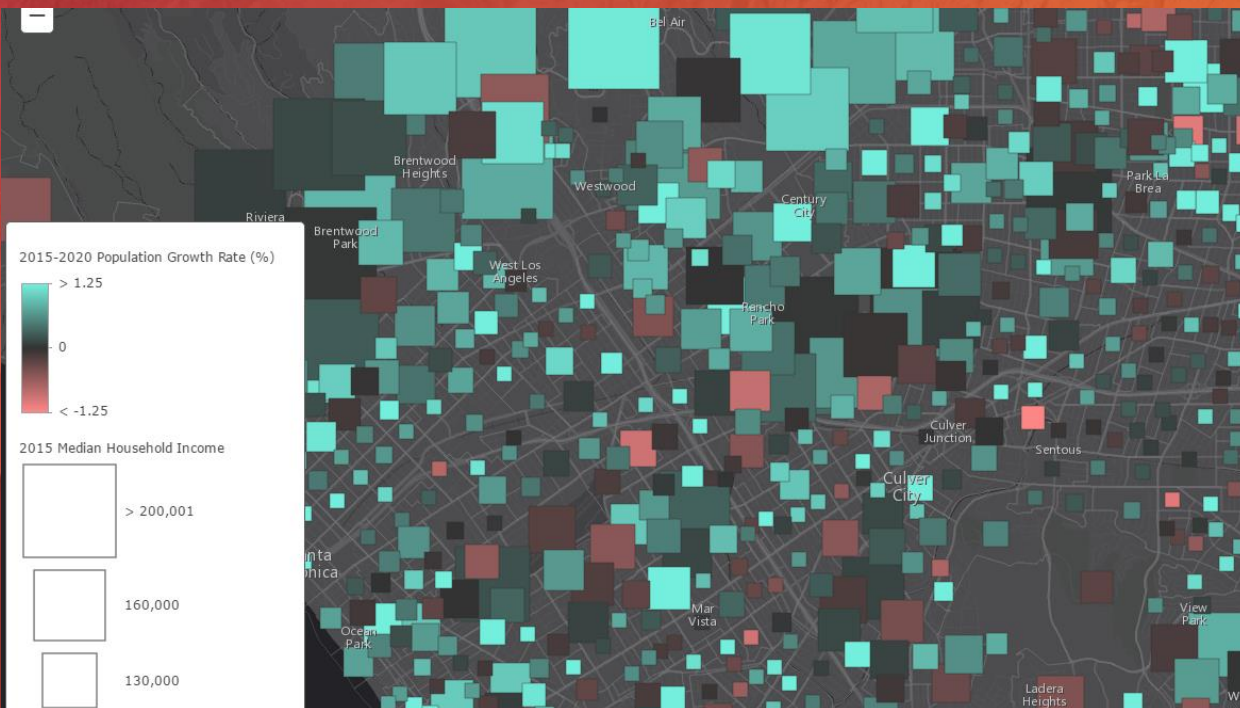 Bel Air
Brentwood
Heights
Westwood
Park La
Brea
Century
City
Riviera
Brentwood
Park
West Los
Angeles
Rancho
Park
2015-2020 Population Growth Rate (%)
> 1.25
0
< -1.25
2015 Median Household Income
> 200,001
160,000
130,000
Culver
Junction
Sentous
Culver
City
nta
nica
Mar
Vista
View
Park
Ocean
Park
Ladera
Heights
W